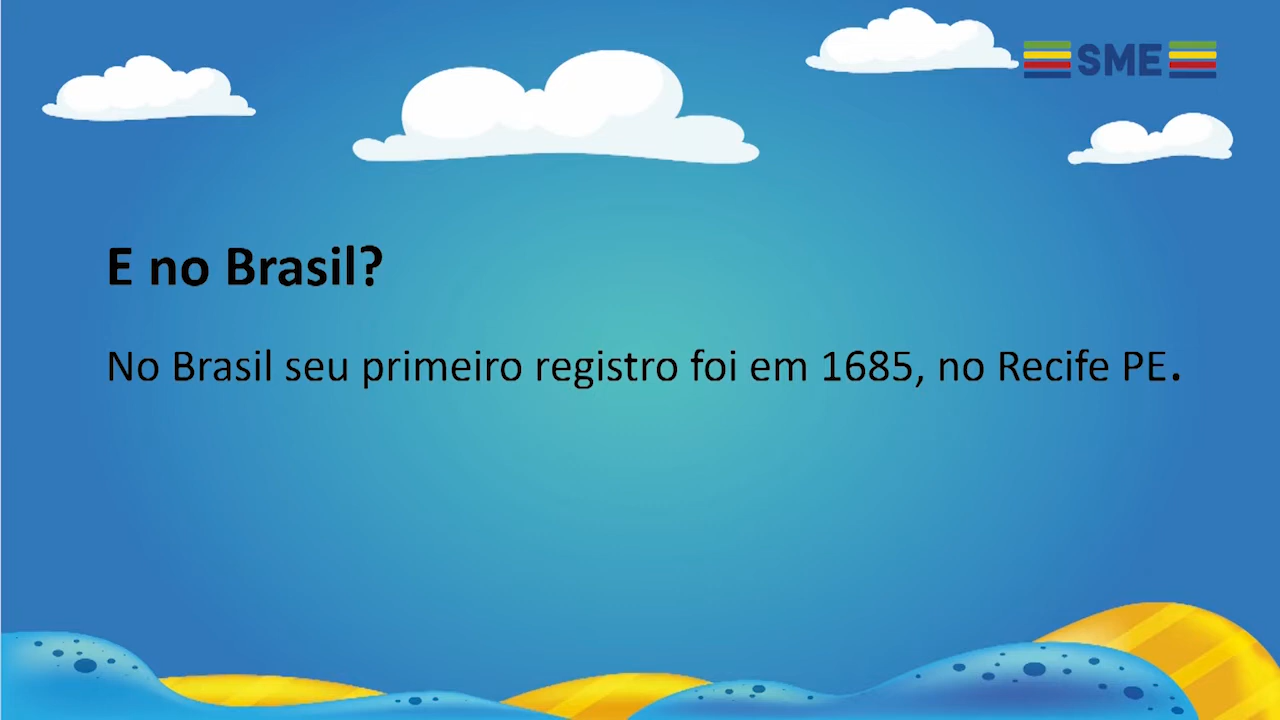 SME
E no Brasil?
No Brasil seu primeiro registro foi em 1685, no Recife PE.